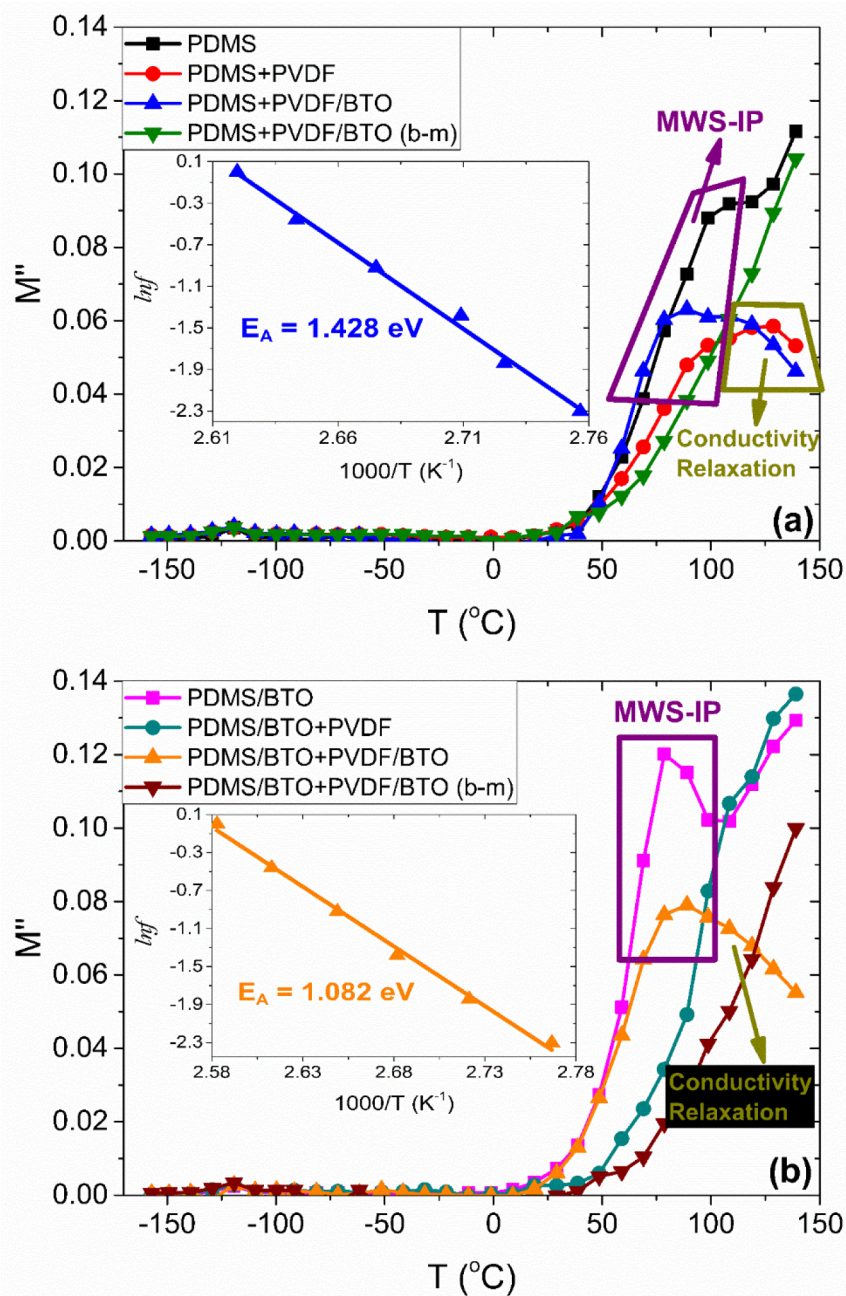 0.14
0.12
0.10
0.08
0.06
0.04
0.02
0.00
M''
PDMS
PDMS+PVDF
PDMS+PVDF/BTO
PDMS+PVDF/BTO (b-m)
MWS-IP
0.1
-0.3
-0.7
-1.1
-1.5
-1.9
-2.3
lnf
E_A = 1.428 eV
2.61 2.66 2.71 2.76
1000/T (K⁻¹)
Conductivity
Relaxation
(a)
-150 -100 -50 0 50 100 150
T (°C)
0.14
0.12
0.10
0.08
0.06
0.04
0.02
0.00
M''
PDMS/BTO
PDMS/BTO+PVDF
PDMS/BTO+PVDF/BTO
PDMS/BTO+PVDF/BTO (b-m)
MWS-IP
0.1
-0.3
-0.7
-1.1
-1.5
-1.9
-2.3
lnf
E_A = 1.082 eV
2.58 2.63 2.68 2.73 2.78
1000/T (K⁻¹)
Conductivity
Relaxation
(b)
-150 -100 -50 0 50 100 150
T (°C)